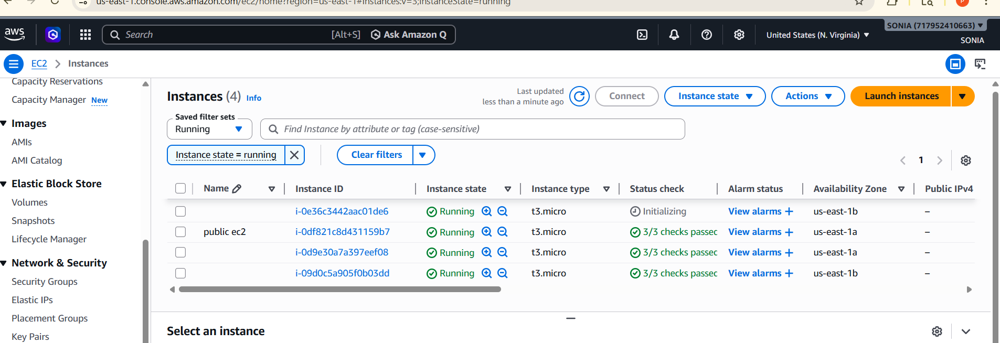 us-east-1.console.aws.amazon.com/ec2/home?region=us-east-1#Instances:v=3;instanceState=running
P
aws
Search [Alt+S] Ask Amazon Q
United States (N. Virginia)
SONIA (717952410663)
SONIA
EC2 Instances
Capacity Reservations
Capacity Manager New
Images
AMIs
AMI Catalog
Elastic Block Store
Volumes
Snapshots
Lifecycle Manager
Network & Security
Security Groups
Elastic IPs
Placement Groups
Key Pairs
Instances (4) Info
Last updated
less than a minute ago
Connect Instance state Actions Launch instances
Saved filter sets
Running
Find Instance by attribute or tag (case-sensitive)
Instance state = running
Clear filters
1
Name Instance ID Instance state Instance type Status check Alarm status Availability Zone Public IPv4
i-0e36c3442aac01de6 Running t3.micro Initializing View alarms + us-east-1b –
public ec2 i-0df821c8d431159b7 Running t3.micro 3/3 checks passed View alarms + us-east-1a –
i-0d9e30a7a397eef08 Running t3.micro 3/3 checks passed View alarms + us-east-1a –
i-09d0c5a905f0b03dd Running t3.micro 3/3 checks passed View alarms + us-east-1b –
Select an instance